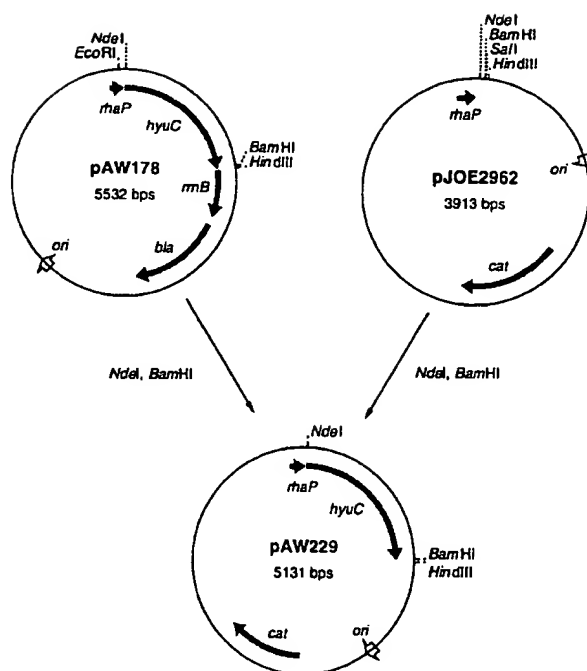 NdeI
EcoRI
rhaP
hyuC
BamHI
HindIII
pAW178
5532 bps
rrnB
bla
ori
NdeI
BamHI
SalI
HindIII
rhaP
ori
pJOE2962
3913 bps
cat
NdeI, BamHI
NdeI, BamHI
NdeI
rhaP
hyuC
pAW229
5131 bps
BamHI
HindIII
cat
ori